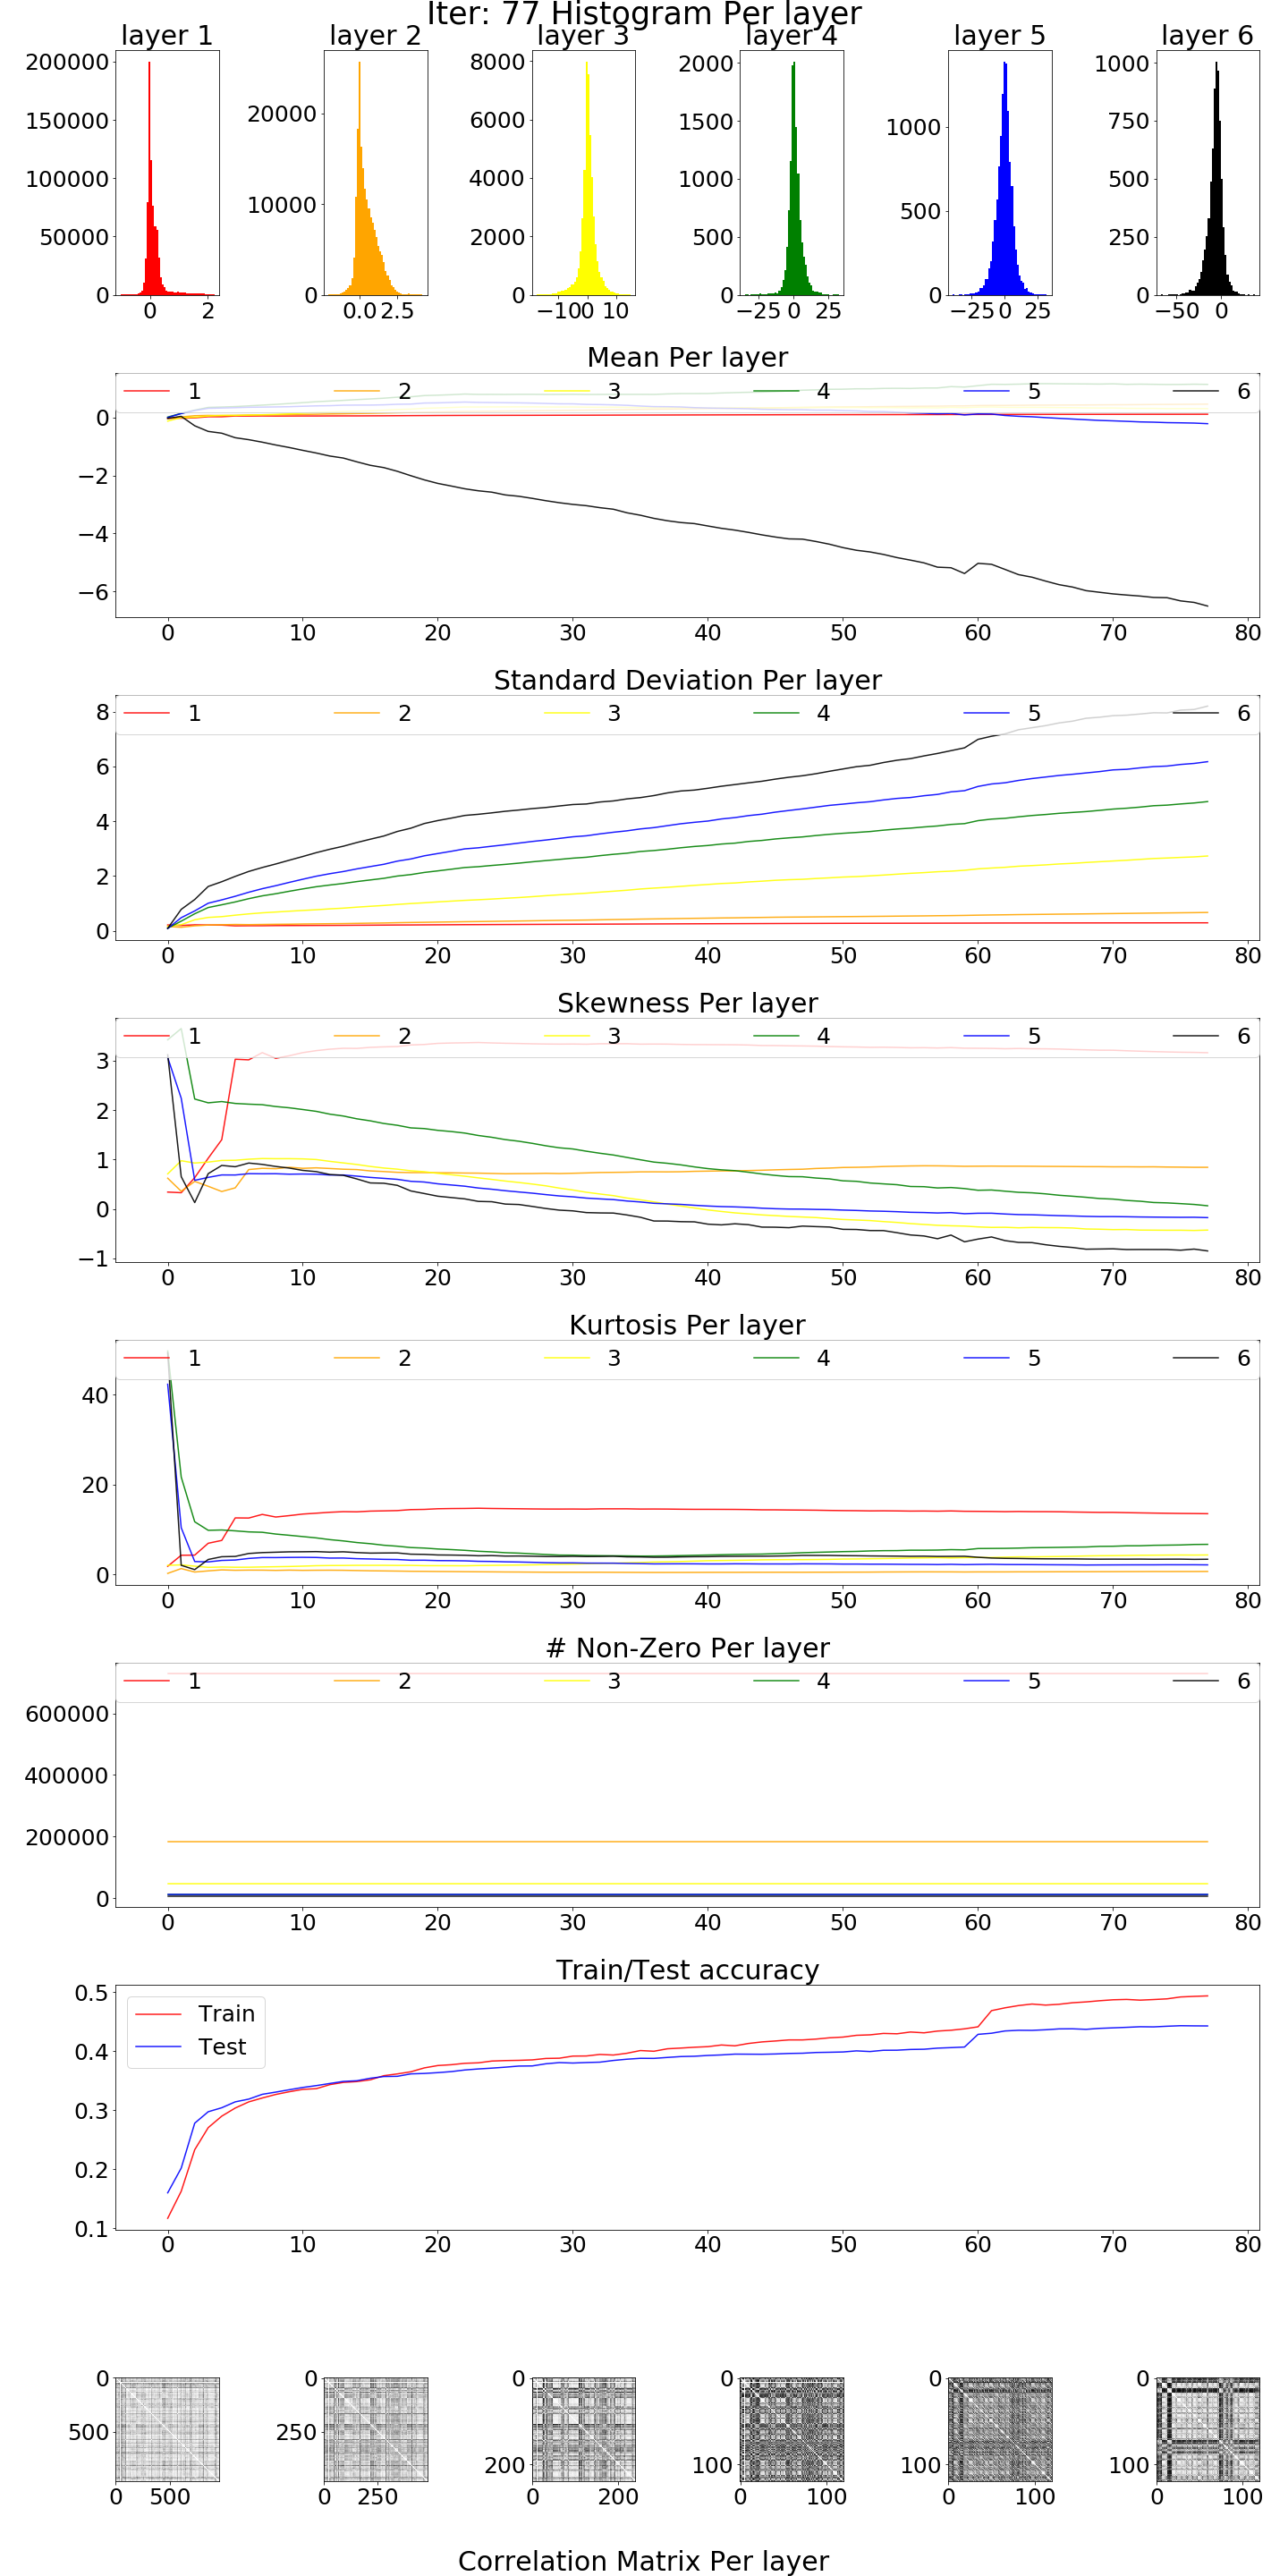 Iter: 77 Histogram Per layer
layer 1 layer 2 layer 3 layer 4 layer 5 layer 6
200000 150000 100000 50000 0
0 2
20000 10000 0
0.0 2.5
8000 6000 4000 2000 0
−10 0 10
2000 1500 1000 500 0
−25 0 25
1000 500 0
−25 0 25
1000 750 500 250 0
−50 0
Mean Per layer
1 2 3 4 5 6
0
−2
−4
−6
0 10 20 30 40 50 60 70 80
Standard Deviation Per layer
1 2 3 4 5 6
8
6
4
2
0
0 10 20 30 40 50 60 70 80
Skewness Per layer
1 2 3 4 5 6
3
2
1
0
−1
0 10 20 30 40 50 60 70 80
Kurtosis Per layer
1 2 3 4 5 6
40
20
0
0 10 20 30 40 50 60 70 80
# Non-Zero Per layer
1 2 3 4 5 6
600000
400000
200000
0
0 10 20 30 40 50 60 70 80
Train/Test accuracy
Train
Test
0.5
0.4
0.3
0.2
0.1
0 10 20 30 40 50 60 70 80
0 500
0 500
0 250
0 250
0 200
0 200
0 100
0 100
0 100
0 100
0 100
0 100
Correlation Matrix Per layer